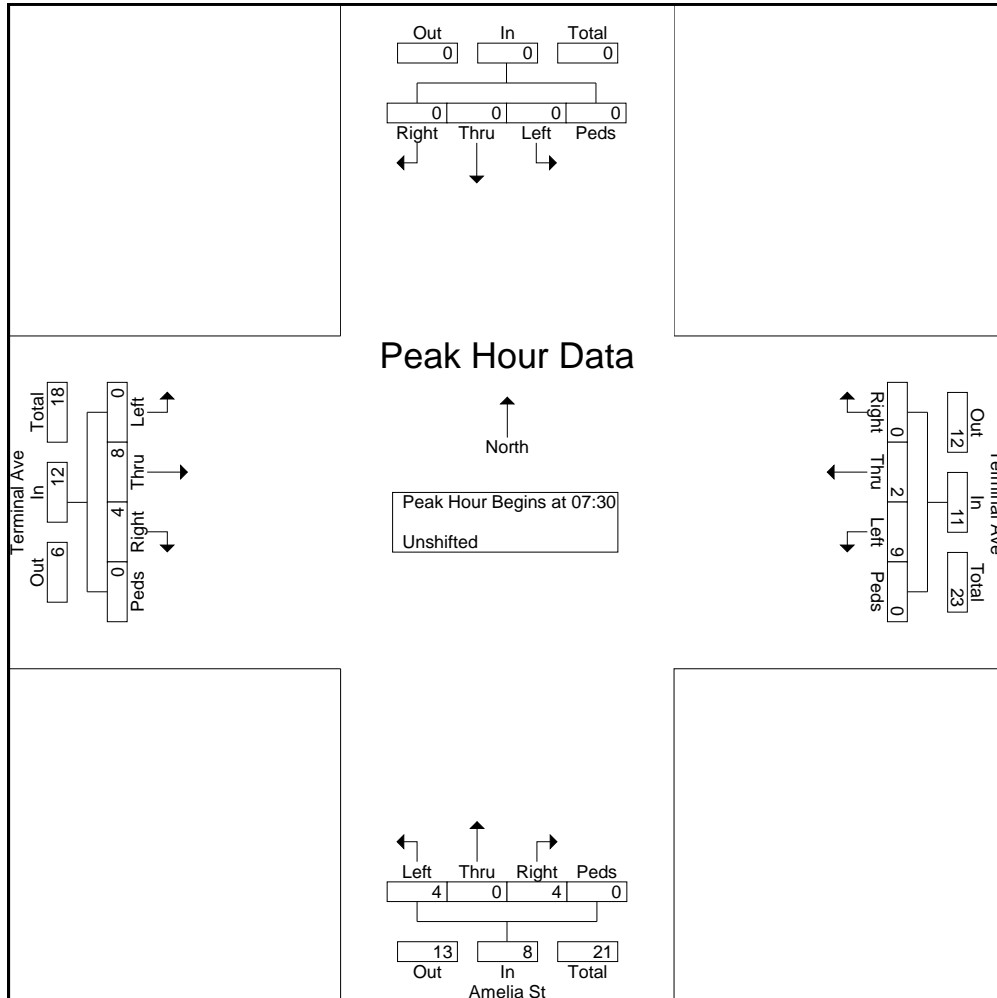 Out In Total
0 0 0
0 0 0 0
Right Thru Left Peds
Peak Hour Data
North
Peak Hour Begins at 07:30
Unshifted
Terminal Ave
Out In Total
6 12 18
0 8 4 0
Left Thru Right Peds
Terminal Ave
Out In Total
12 11 23
0 2 9 0
Right Thru Left Peds
Left Thru Right Peds
4 0 4 0
13 8 21
Out In Total
Amelia St